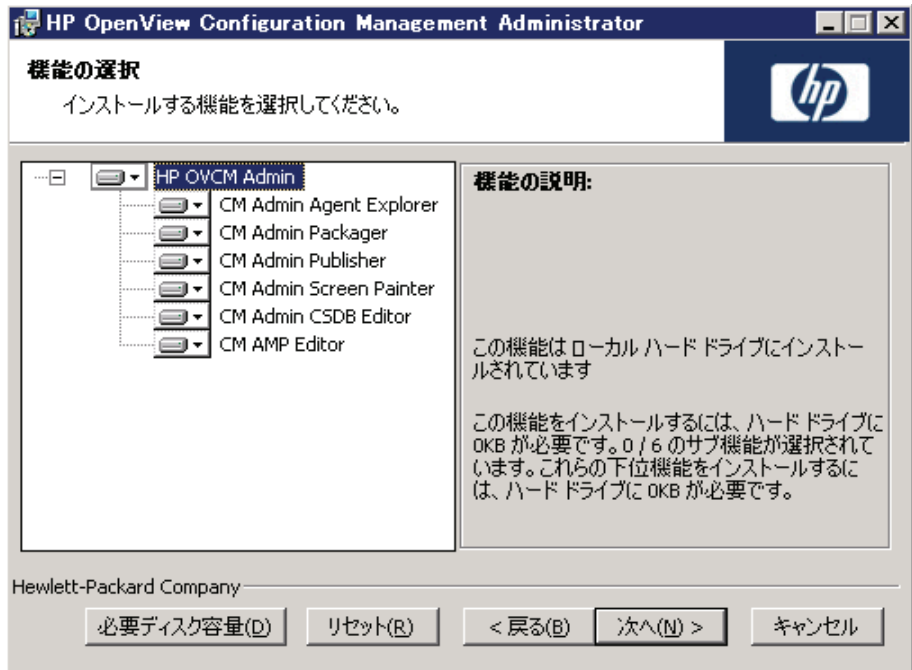 HP OpenView Configuration Management Administrator
機能の選択
インストールする機能を選択してください。
hp
HP OVCM Admin
CM Admin Agent Explorer
CM Admin Packager
CM Admin Publisher
CM Admin Screen Painter
CM Admin CSDB Editor
CM AMP Editor
機能の説明:
この機能は ローカル ハード ドライブにインストー
ルされています
この機能をインストールするには、ハード ドライブに
0KB が必要です。0 / 6 のサブ機能が選択されて
います。これらの下位機能をインストールするに
は、ハード ドライブに 0KB が必要です。
Hewlett-Packard Company
必要ディスク容量(D)
リセット(R)
< 戻る(B)
次へ(N) >
キャンセル